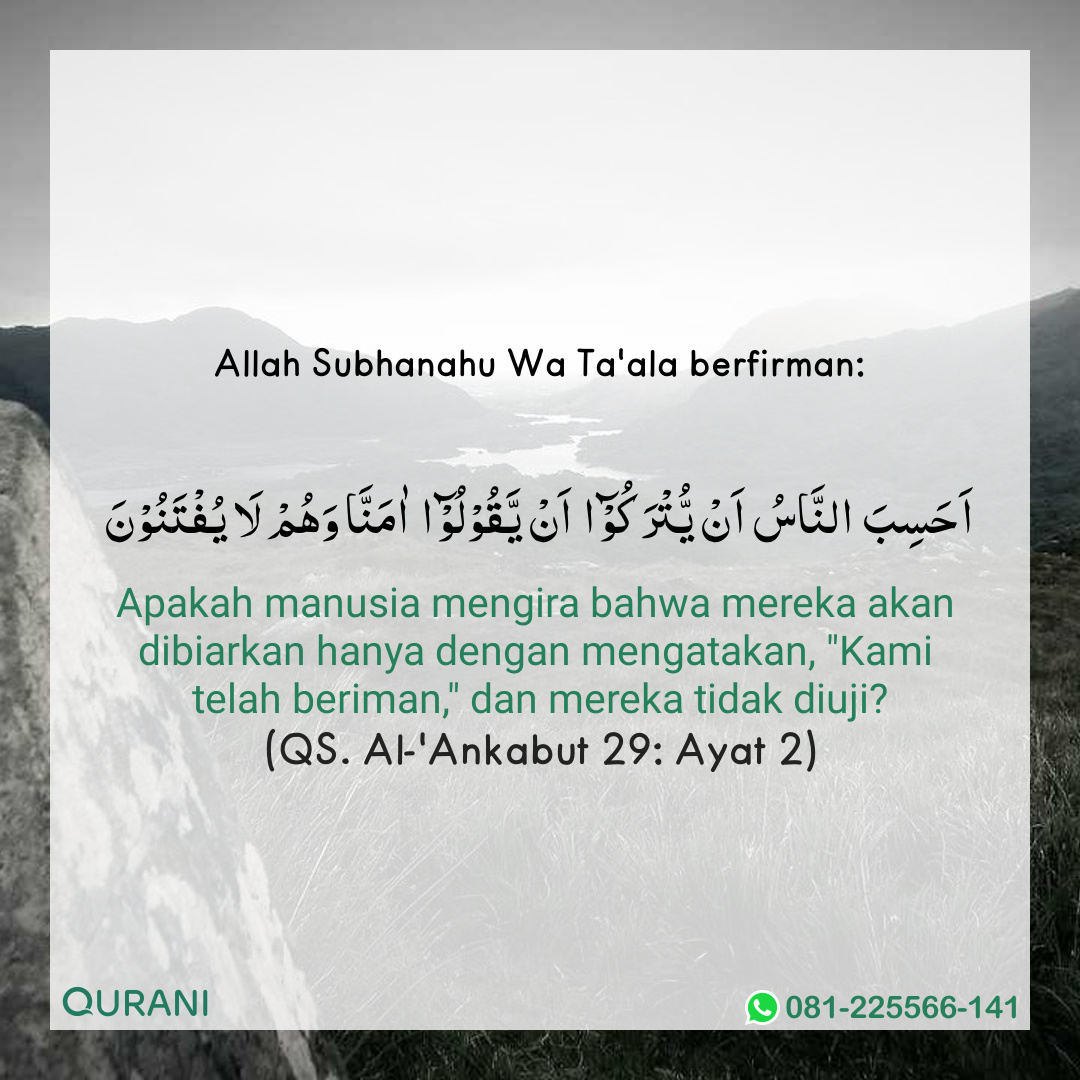 Allah Subhanahu Wa Ta'ala berfirman:
اَحَسِبَ النَّاسُ اَنْ يُّتْرَكُوْۤا اَنْ يَّقُوْلُوْۤا اٰمَنَّا وَهُمْ لَا يُفْتَنُوْنَ
Apakah manusia mengira bahwa mereka akan
dibiarkan hanya dengan mengatakan, "Kami
telah beriman," dan mereka tidak diuji?
(QS. Al-'Ankabut 29: Ayat 2)
QURANI
081-225566-141